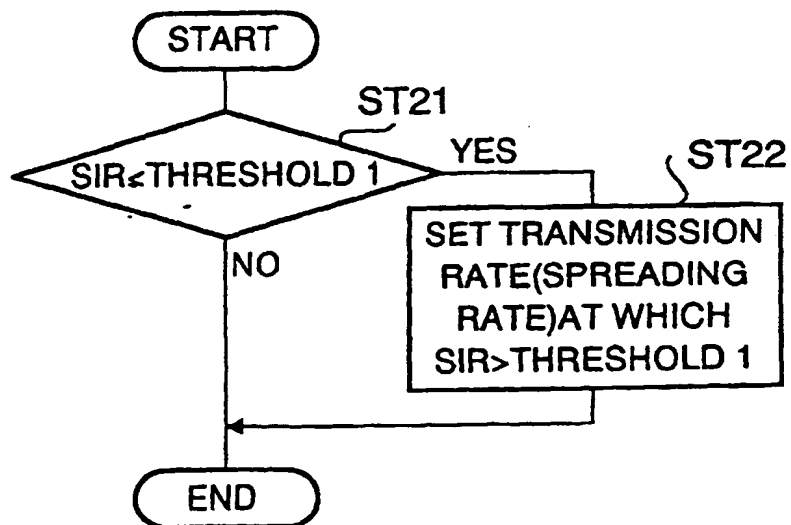 START
ST21
SIR≤THRESHOLD 1
YES
ST22
SET TRANSMISSION
RATE(SPREADING
RATE)AT WHICH
SIR>THRESHOLD 1
NO
END